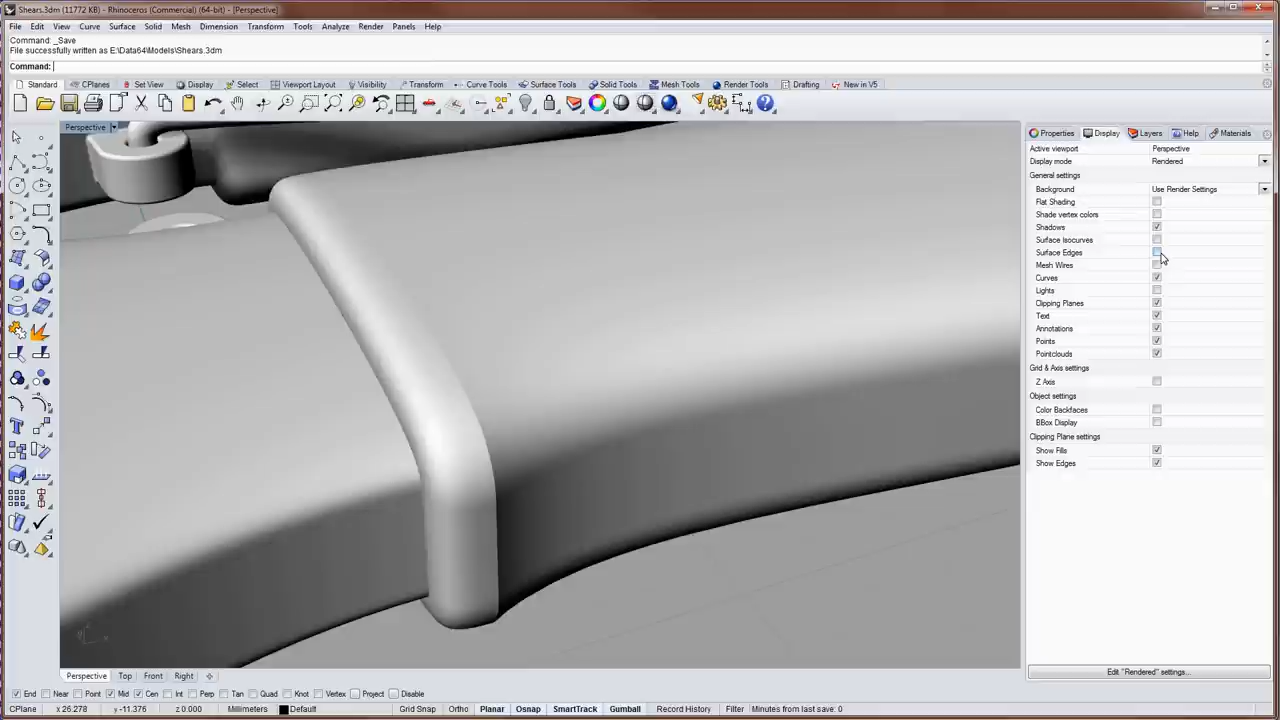 Shears.3dm (11772 KB) - Rhinoceros (Commercial) (64-bit) - [Perspective]
File Edit View Curve Surface Solid Mesh Dimension Transform Tools Analyze Render Panels Help
Command: _Save
File successfully written as E:\Data64\Models\Shears.3dm
Command:
Standard CPlanes Set View Display Select Viewport Layout Visibility Transform Curve Tools Surface Tools Solid Tools Mesh Tools Render Tools Drafting New in V5
Perspective
Properties Display Layers Help Materials
Active viewport Perspective
Display mode Rendered
General settings
Background Use Render Settings
Flat Shading
Shade vertex colors
Shadows
Surface Isocurves
Surface Edges
Mesh Wires
Curves
Lights
Clipping Planes
Text
Annotations
Points
Pointclouds
Grid & Axis settings
Z Axis
Object settings
Color Backfaces
BBox Display
Clipping Plane settings
Show Fills
Show Edges
Edit "Rendered" settings...
Perspective Top Front Right
End Near Point Mid Cen Int Perp Tan Quad Knot Vertex Project Disable
CPlane x 26.278 y -11.376 z 0.000 Millimeters Default Grid Snap Ortho Planar Osnap SmartTrack Gumball Record History Filter Minutes from last save: 0